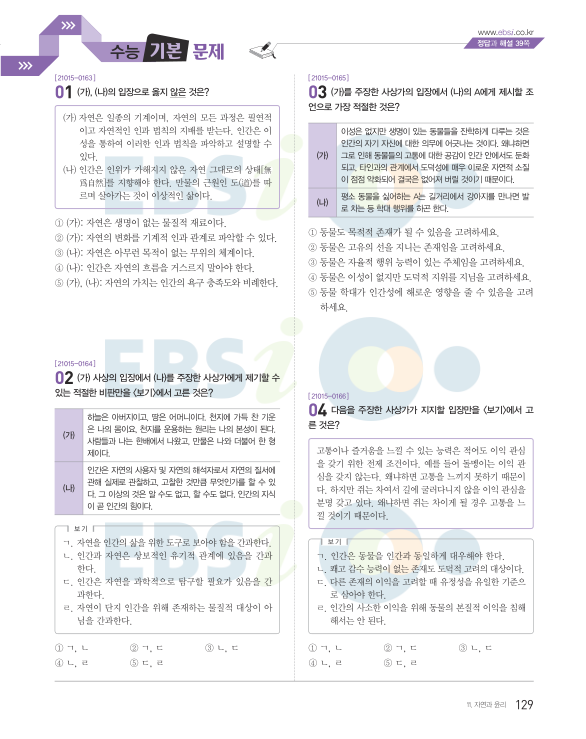 www.ebsi.co.kr
정답과 해설 39쪽
수능 기본 문제
[21015-0163]
01 (가), (나)의 입장으로 옳지 않은 것은?
(가) 자연은 일종의 기계이며, 자연의 모든 과정은 필연적
이고 자연적인 인과 법칙의 지배를 받는다. 인간은 이
성을 통하여 이러한 인과 법칙을 파악하고 설명할 수
있다.
(나) 인간은 인위가 가해지지 않은 자연 그대로의 상태[無
爲自然]를 지향해야 한다. 만물의 근원인 도(道)를 따
르며 살아가는 것이 이상적인 삶이다.
① (가): 자연은 생명이 없는 물질적 재료이다.
② (가): 자연의 변화를 기계적 인과 관계로 파악할 수 있다.
③ (나): 자연은 아무런 목적이 없는 무위의 체계이다.
④ (나): 인간은 자연의 흐름을 거스르지 말아야 한다.
⑤ (가), (나): 자연의 가치는 인간의 욕구 충족도와 비례한다.
[21015-0164]
02 (가) 사상의 입장에서 (나)를 주장한 사상가에게 제기할 수
있는 적절한 비판만을 <보기>에서 고른 것은?
(가)
하늘은 아버지이고, 땅은 어머니이다. 천지에 가득 찬 기운
은 나의 몸이요, 천지를 운용하는 원리는 나의 본성이 된다.
사람들과 나는 한배에서 나왔고, 만물은 나와 더불어 한 형
제이다.
(나)
인간은 자연의 사용자 및 자연의 해석자로서 자연의 질서에
관해 실제로 관찰하고, 고찰한 것만큼 무엇인가를 할 수 있
다. 그 이상의 것은 알 수도 없고, 할 수도 없다. 인간의 지식
이 곧 인간의 힘이다.
보기
ㄱ. 자연을 인간의 삶을 위한 도구로 보아야 함을 간과한다.
ㄴ. 인간과 자연은 상보적인 유기적 관계에 있음을 간과
한다.
ㄷ. 인간은 자연을 과학적으로 탐구할 필요가 있음을 간
과한다.
ㄹ. 자연이 단지 인간을 위해 존재하는 물질적 대상이 아
님을 간과한다.
① ㄱ, ㄴ ② ㄱ, ㄷ ③ ㄴ, ㄷ
④ ㄴ, ㄹ ⑤ ㄷ, ㄹ
[21015-0165]
03 (가)를 주장한 사상가의 입장에서 (나)의 A에게 제시할 조
언으로 가장 적절한 것은?
(가)
이성은 없지만 생명이 있는 동물들을 잔학하게 다루는 것은
인간의 자기 자신에 대한 의무에 어긋나는 것이다. 왜냐하면
그로 인해 동물들의 고통에 대한 공감이 인간 안에서도 둔화
되고, 타인과의 관계에서 도덕성에 매우 이로운 자연적 소질
이 점점 약화되어 결국은 없어져 버릴 것이기 때문이다.
(나)
평소 동물을 싫어하는 A는 길거리에서 강아지를 만나면 발
로 차는 등 학대 행위를 하곤 한다.
① 동물도 목적적 존재가 될 수 있음을 고려하세요.
② 동물은 고유의 선을 지니는 존재임을 고려하세요.
③ 동물은 자율적 행위 능력이 있는 주체임을 고려하세요.
④ 동물은 이성이 없지만 도덕적 지위를 지님을 고려하세요.
⑤ 동물 학대가 인간성에 해로운 영향을 줄 수 있음을 고려
하세요.
[21015-0166]
04 다음을 주장한 사상가가 지지할 입장만을 <보기>에서 고
른 것은?
고통이나 즐거움을 느낄 수 있는 능력은 적어도 이익 관심
을 갖기 위한 전제 조건이다. 예를 들어 돌멩이는 이익 관
심을 갖지 않는다. 왜냐하면 고통을 느끼지 못하기 때문이
다. 하지만 쥐는 차여서 길에 굴러다니지 않을 이익 관심을
분명 갖고 있다. 왜냐하면 쥐는 차이게 될 경우 고통을 느
낄 것이기 때문이다.
보기
ㄱ. 인간은 동물을 인간과 동일하게 대우해야 한다.
ㄴ. 쾌고 감수 능력이 없는 존재도 도덕적 고려의 대상이다.
ㄷ. 다른 존재의 이익을 고려할 때 유정성을 유일한 기준으
로 삼아야 한다.
ㄹ. 인간의 사소한 이익을 위해 동물의 본질적 이익을 침해
해서는 안 된다.
① ㄱ, ㄴ ② ㄱ, ㄷ ③ ㄴ, ㄷ
④ ㄴ, ㄹ ⑤ ㄷ, ㄹ
11. 자연과 윤리 129
EBSi
EBSi
EBSi